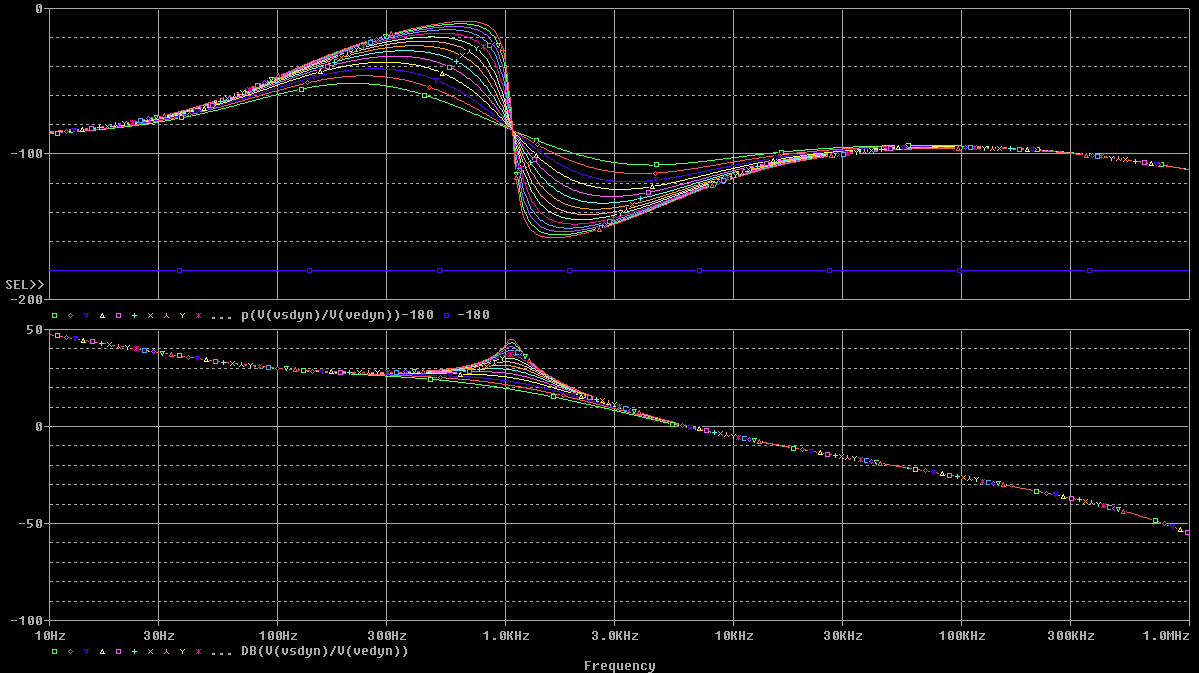 0
-100
SEL>>
-200
... p(V(vsdyn)/V(vedyn))-180 -180
50
0
-50
-100
10Hz 30Hz 100Hz 300Hz 1.0KHz 3.0KHz 10KHz 30KHz 100KHz 300KHz 1.0MHz
... DB(V(vsdyn)/V(vedyn))
Frequency